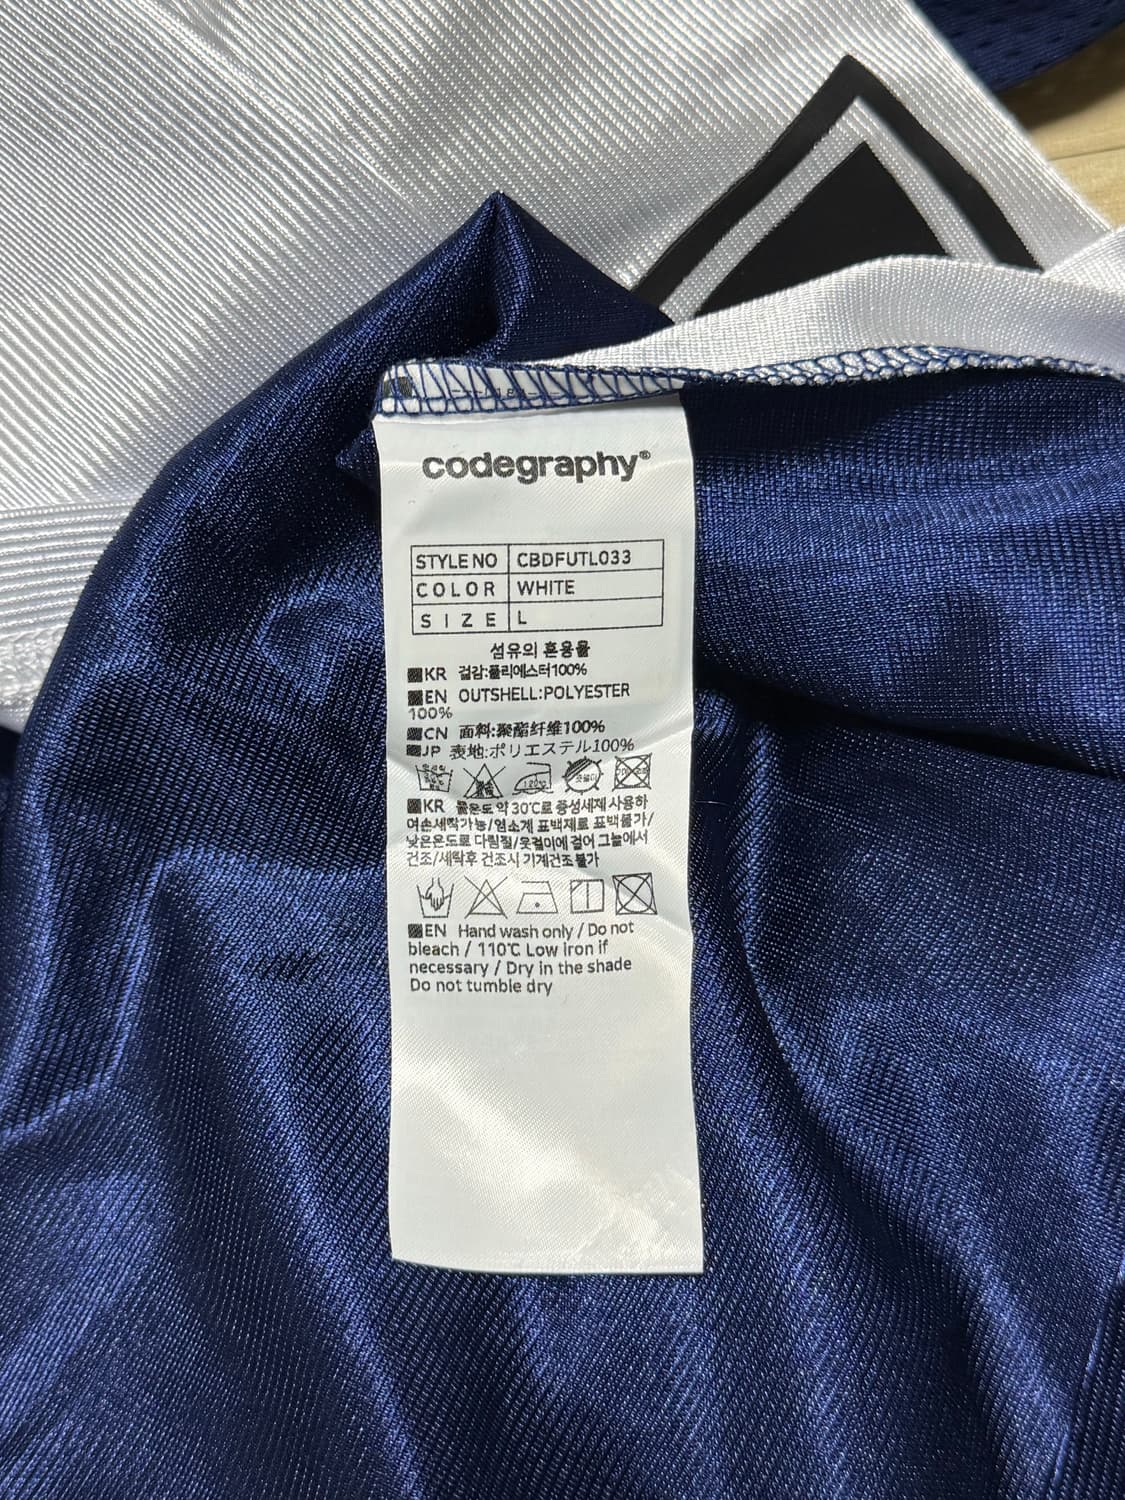 codegraphy®
STYLE NO CBDFUTL033
COLOR WHITE
SIZE L
섬유의 혼용율
KR 겉감:폴리에스터100%
EN OUTSHELL:POLYESTER
100%
CN 面料:聚酯纤维100%
JP 表地:ポリエステル100%
KR 물온도 약 30℃로 중성세제 사용하
여손세탁가능/염소계 표백제로 표백불가/
낮은온도로 다림질/옷걸이에 걸어 그늘에서
건조/세탁후 건조시 기계건조 불가
EN Hand wash only / Do not
bleach / 110℃ Low iron if
necessary / Dry in the shade
Do not tumble dry